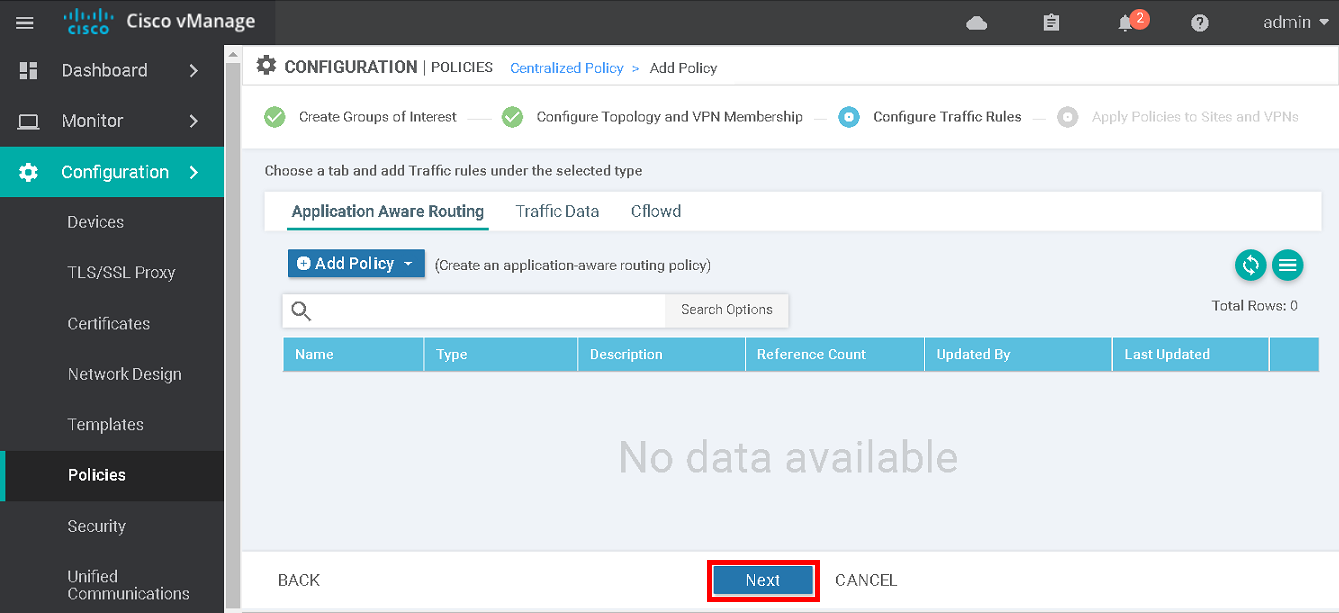 CISCO Cisco vManage
2
admin
Dashboard
Monitor
Configuration
Devices
TLS/SSL Proxy
Certificates
Network Design
Templates
Policies
Security
Unified
Communications
CONFIGURATION | POLICIES Centralized Policy > Add Policy
Create Groups of Interest Configure Topology and VPN Membership Configure Traffic Rules Apply Policies to Sites and VPNs
Choose a tab and add Traffic rules under the selected type
Application Aware Routing Traffic Data Cflowd
Add Policy (Create an application-aware routing policy)
Search Options
Total Rows: 0
Name Type Description Reference Count Updated By Last Updated
No data available
BACK Next CANCEL